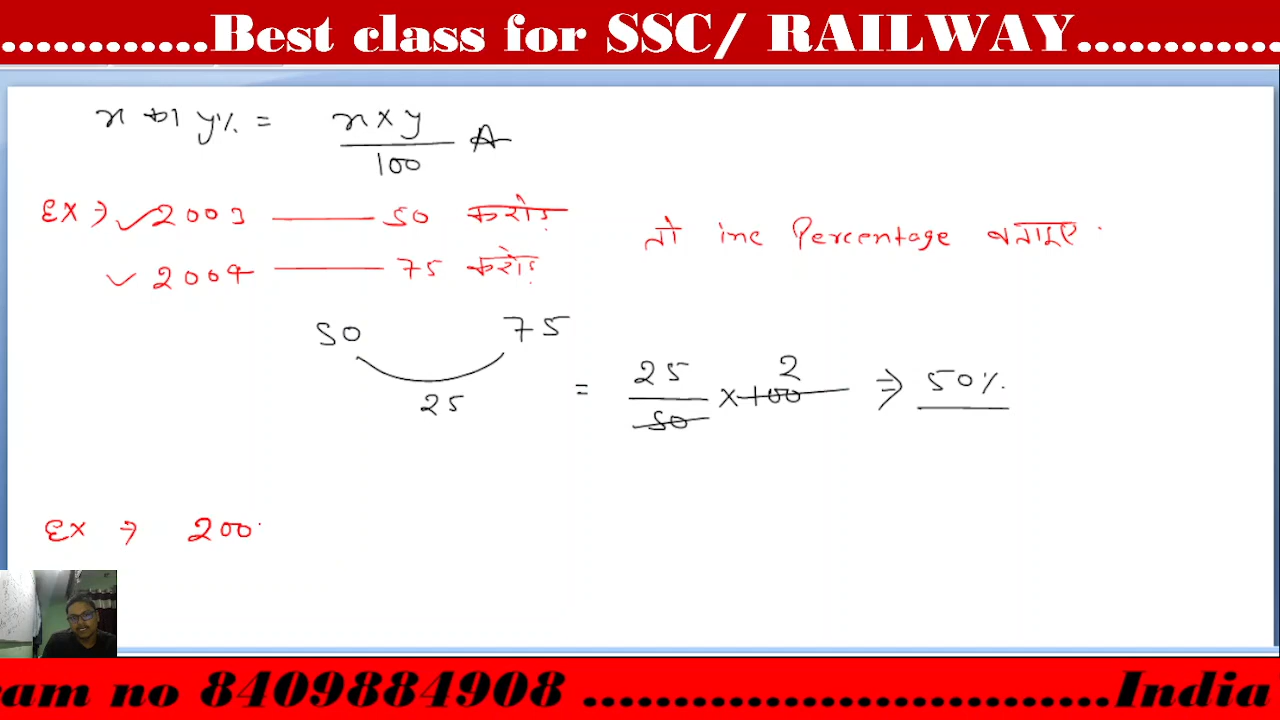 ............Best class for SSC/ RAILWAY............
x का y% = x × y / 100
Ex → ✓ 2003 —— 50 करोड़
✓ 2004 —— 75 करोड़
तो inc Percentage बताइए.
50 75
25
= 25 / 50 × 100 2 ⇒ 50%
Ex → 200
am no 8409884908 ..............................India